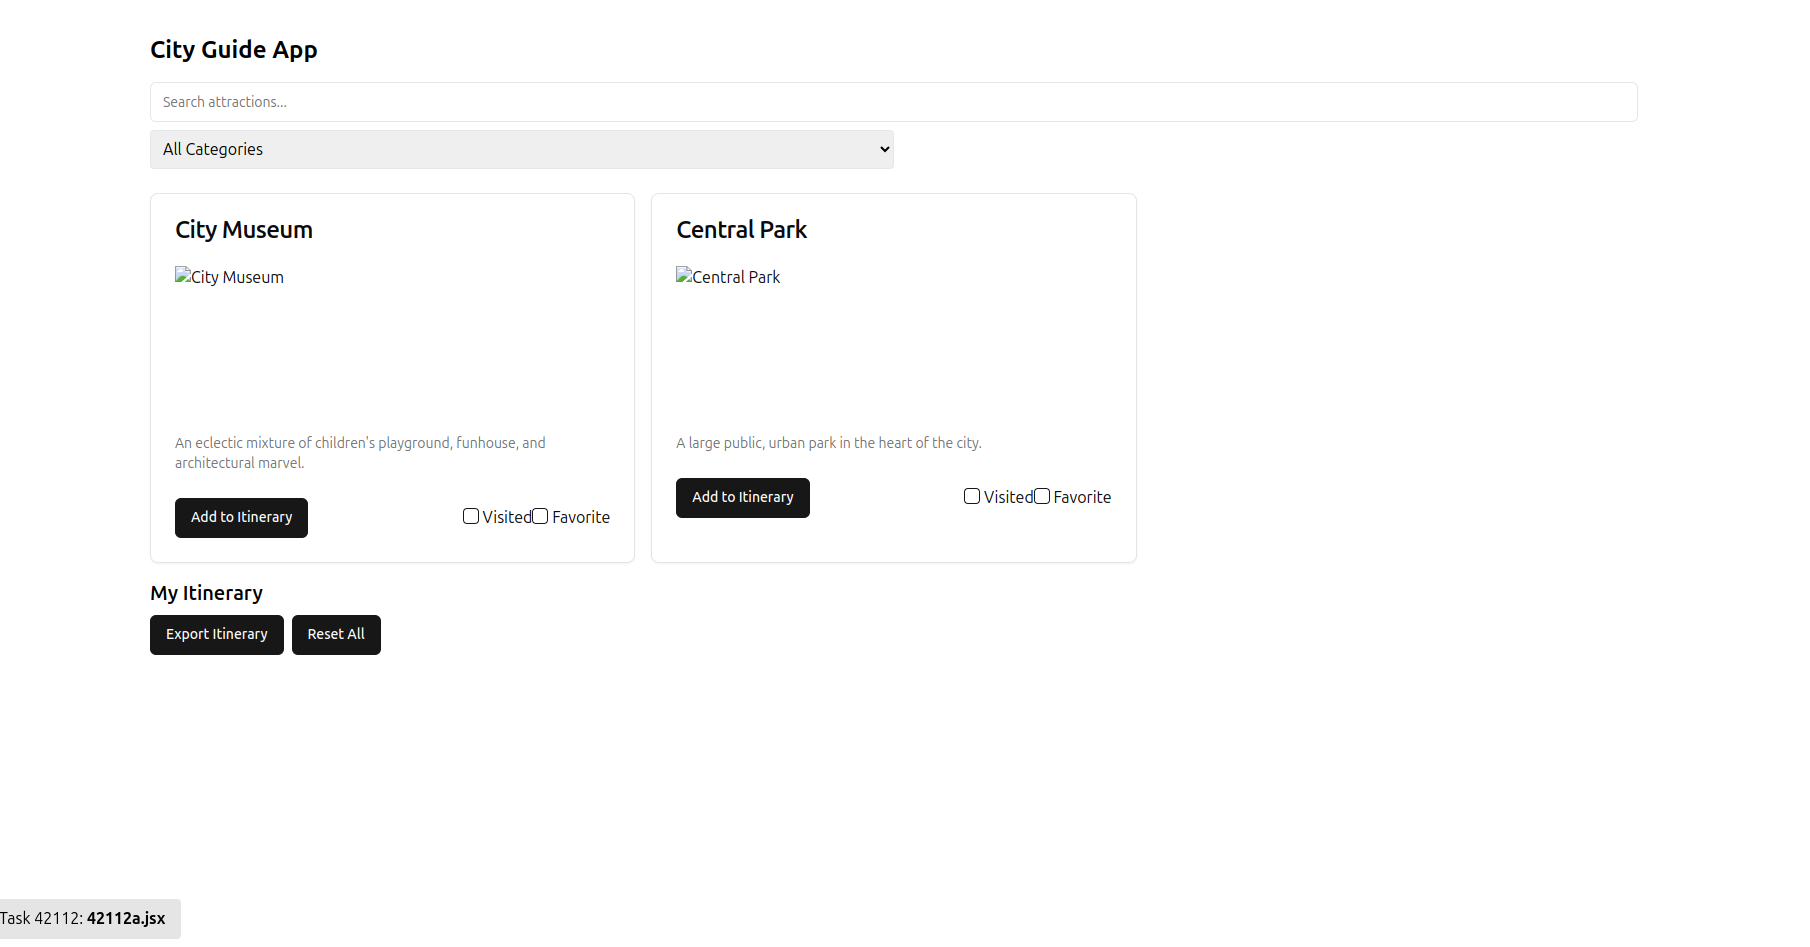 City Guide App
Search attractions...
All Categories
City Museum
City Museum
An eclectic mixture of children's playground, funhouse, and
architectural marvel.
Add to Itinerary
Visited
Favorite
Central Park
Central Park
A large public, urban park in the heart of the city.
Add to Itinerary
Visited
Favorite
My Itinerary
Export Itinerary
Reset All
Task 42112: 42112a.jsx